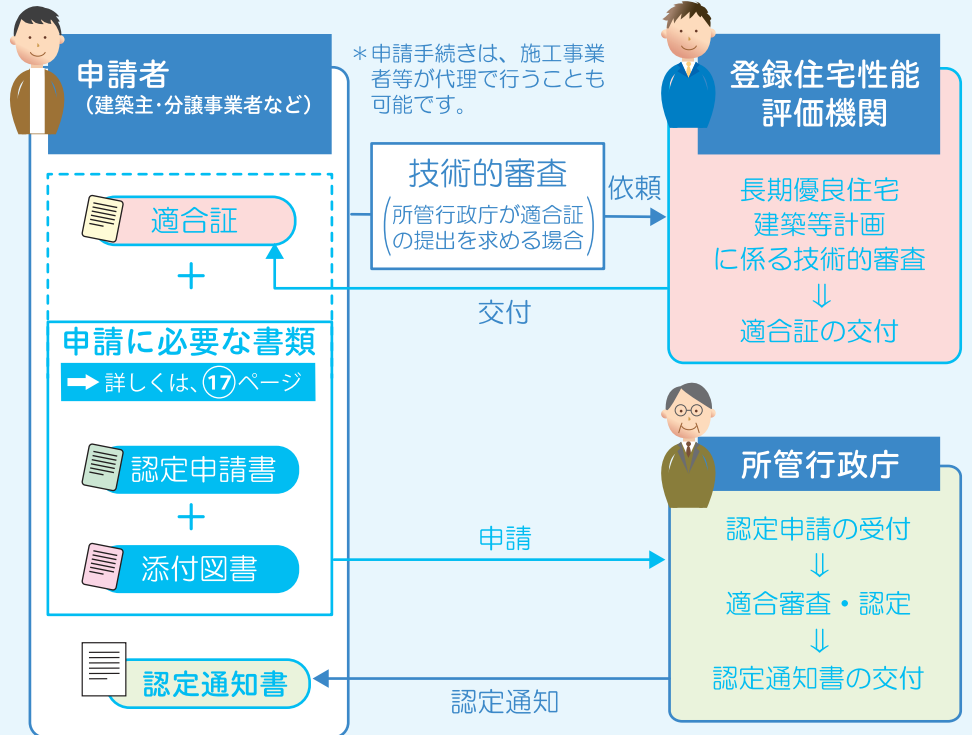 申請者
（建築主・分譲事業者など）
＊申請手続きは、施工事業
者等が代理で行うことも
可能です。
登録住宅性能
評価機関
技術的審査
（所管行政庁が適合証
の提出を求める場合）
依頼
長期優良住宅
建築等計画
に係る技術的審査
⇓
適合証の交付
適合証
＋
交付
申請に必要な書類
➡詳しくは、⑰ページ
認定申請書
＋
添付図書
申請
所管行政庁
認定申請の受付
⇓
適合審査・認定
⇓
認定通知書の交付
認定通知書
認定通知